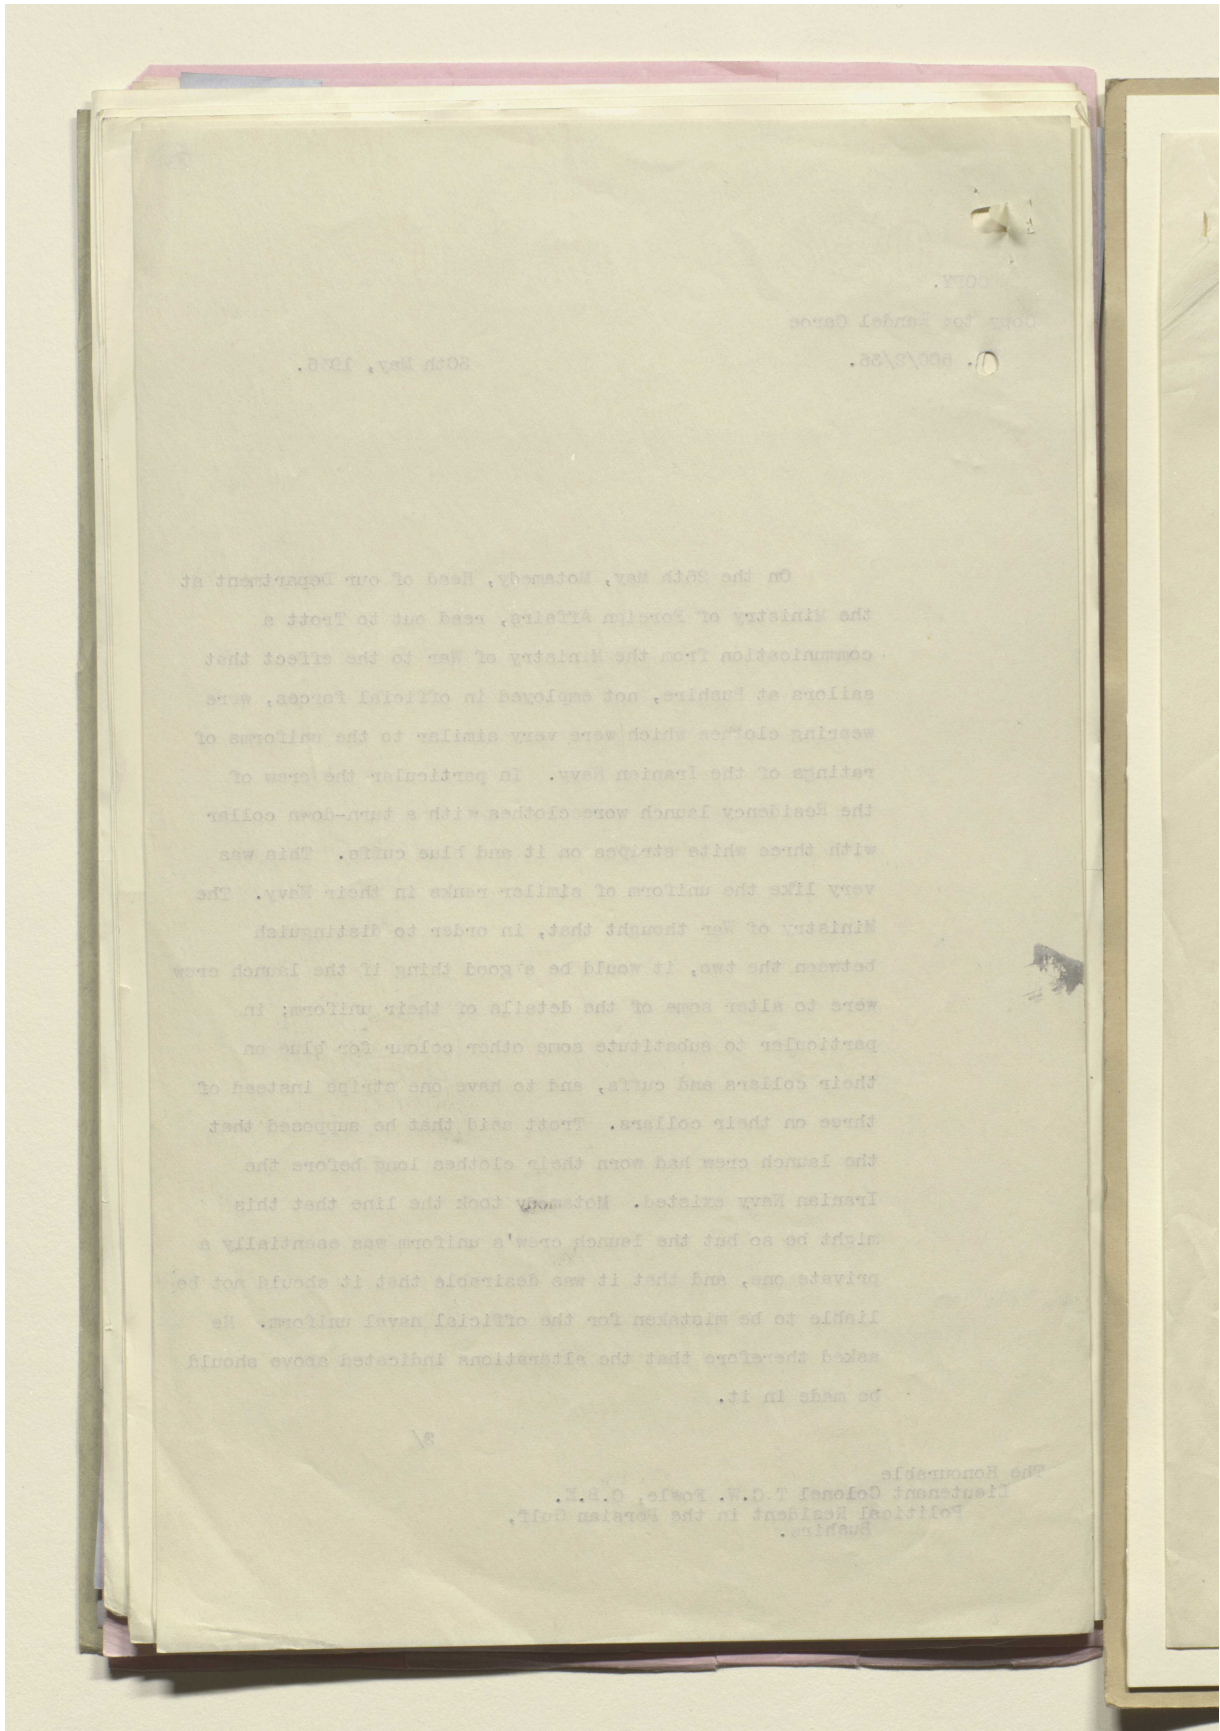 COPY.
Copy to: Rendel Caroe
. 500/3/36.
30th May, 1936.
On the 26th May, Motamedy, Head of our Department at
the Ministry of Foreign Affairs, read out to Trott a
communication from the Ministry of War to the effect that
sailors at Bushire, not employed in official forces, were
wearing clothes which were very similar to the uniforms of
ratings of the Iranian Navy. In particular the crew of
the Residency launch wore clothes with a turn-down collar
with three white stripes on it and blue cuffs. This was
very like the uniform of similar ranks in their Navy. The
Ministry of War thought that, in order to distinguish
between the two, it would be a good thing if the launch crew
were to alter some of the details of their uniform; in
particular to substitute some other colour for blue on
their collars and cuffs, and to have one stripe instead of
three on their collars. Trott said that he supposed that
the launch crew had worn their clothes long before the
Iranian Navy existed. Motamedy took the line that this
might be so but the launch crew's uniform was essentially a
private one, and that it was desirable that it should not be
liable to be mistaken for the official naval uniform. He
asked therefore that the alterations indicated above should
be made in it.
The Honourable
Lieutenant Colonel T.C.W. Fowle, C.B.E.
Political Resident in the Persian Gulf,
Bushire.